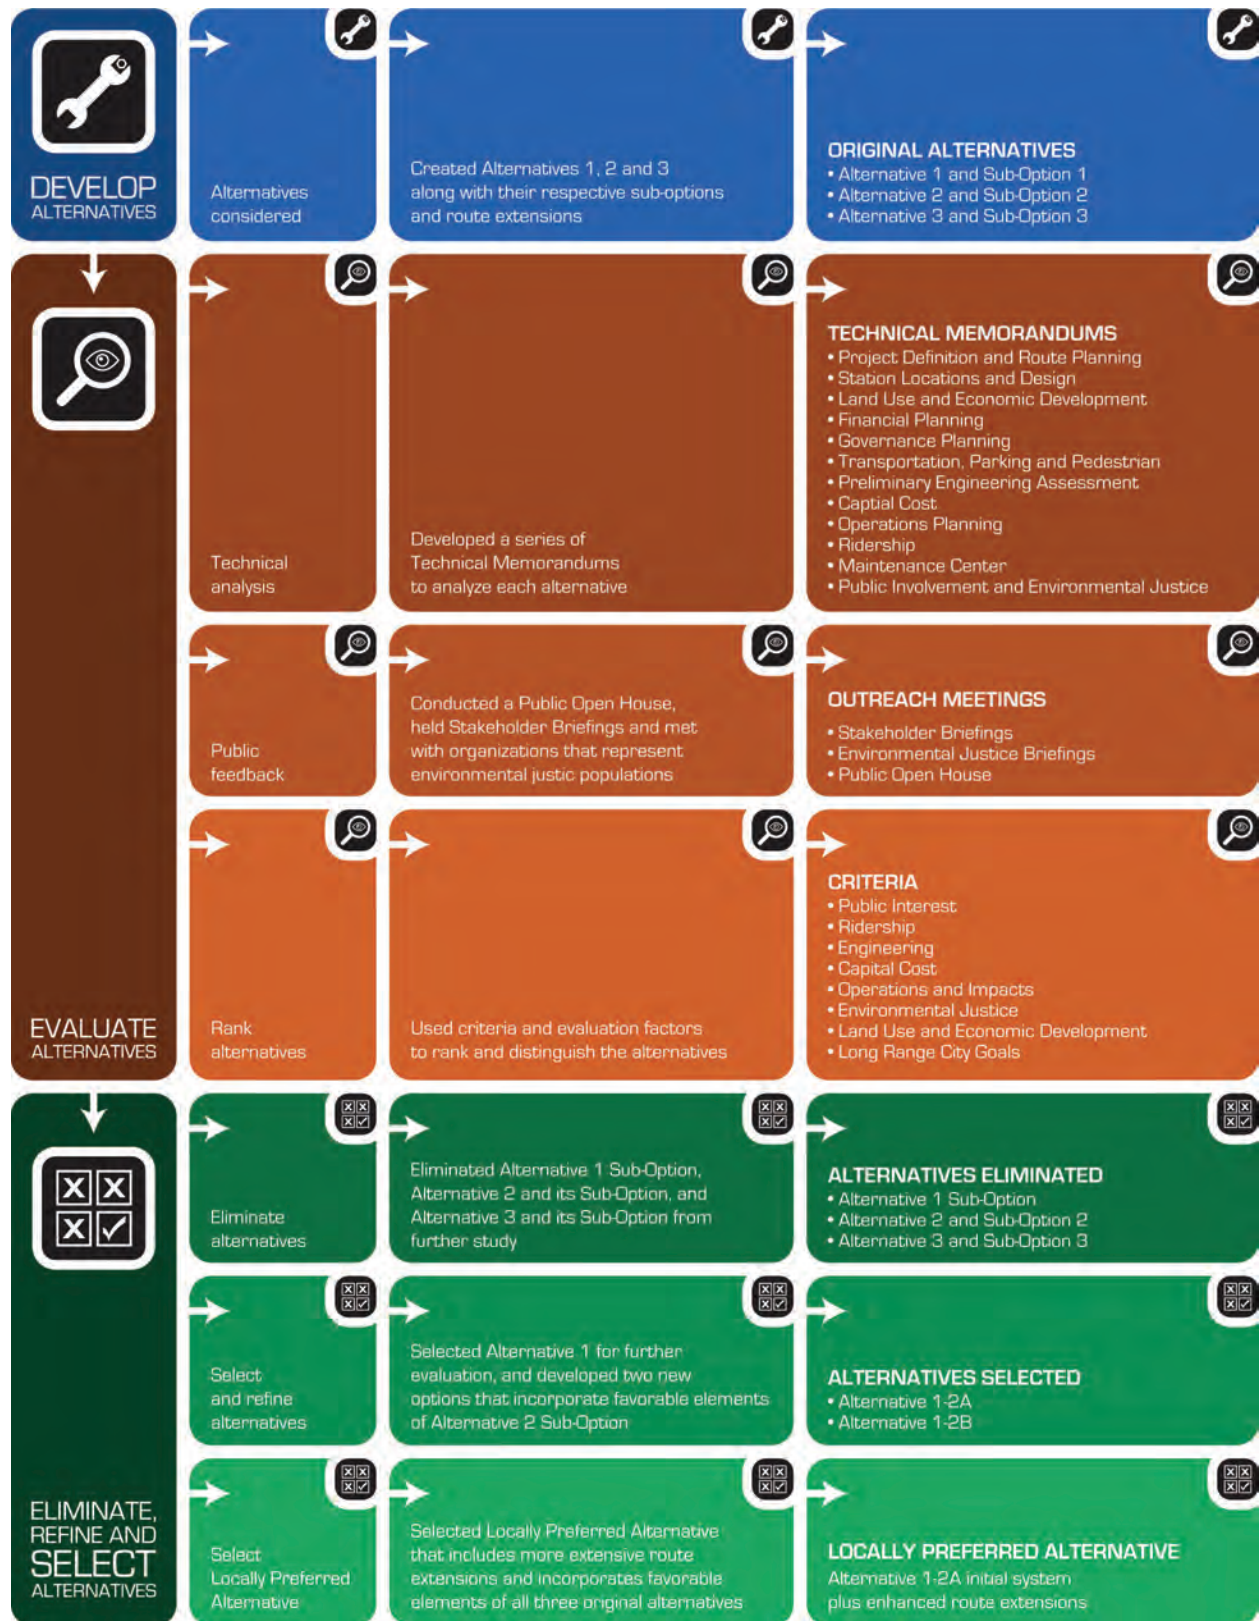 DEVELOP
ALTERNATIVES
Alternatives
considered
Created Alternatives 1, 2 and 3
along with their respective sub-options
and route extensions
ORIGINAL ALTERNATIVES
• Alternative 1 and Sub-Option 1
• Alternative 2 and Sub-Option 2
• Alternative 3 and Sub-Option 3
EVALUATE
ALTERNATIVES
Technical
analysis
Developed a series of
Technical Memorandums
to analyze each alternative
TECHNICAL MEMORANDUMS
• Project Definition and Route Planning
• Station Locations and Design
• Land Use and Economic Development
• Financial Planning
• Governance Planning
• Transportation, Parking and Pedestrian
• Preliminary Engineering Assessment
• Captial Cost
• Operations Planning
• Ridership
• Maintenance Center
• Public Involvement and Environmental Justice
Public
feedback
Conducted a Public Open House,
held Stakeholder Briefings and met
with organizations that represent
environmental justic populations
OUTREACH MEETINGS
• Stakeholder Briefings
• Environmental Justice Briefings
• Public Open House
Rank
alternatives
Used criteria and evaluation factors
to rank and distinguish the alternatives
CRITERIA
• Public Interest
• Ridership
• Engineering
• Capital Cost
• Operations and Impacts
• Environmental Justice
• Land Use and Economic Development
• Long Range City Goals
ELIMINATE,
REFINE AND
SELECT
ALTERNATIVES
Eliminate
alternatives
Eliminated Alternative 1 Sub-Option,
Alternative 2 and its Sub-Option, and
Alternative 3 and its Sub-Option from
further study
ALTERNATIVES ELIMINATED
• Alternative 1 Sub-Option
• Alternative 2 and Sub-Option 2
• Alternative 3 and Sub-Option 3
Select
and refine
alternatives
Selected Alternative 1 for further
evaluation, and developed two new
options that incorporate favorable elements
of Alternative 2 Sub-Option
ALTERNATIVES SELECTED
• Alternative 1-2A
• Alternative 1-2B
Select
Locally Preferred
Alternative
Selected Locally Preferred Alternative
that includes more extensive route
extensions and incorporates favorable
elements of all three original alternatives
LOCALLY PREFERRED ALTERNATIVE
Alternative 1-2A initial system
plus enhanced route extensions